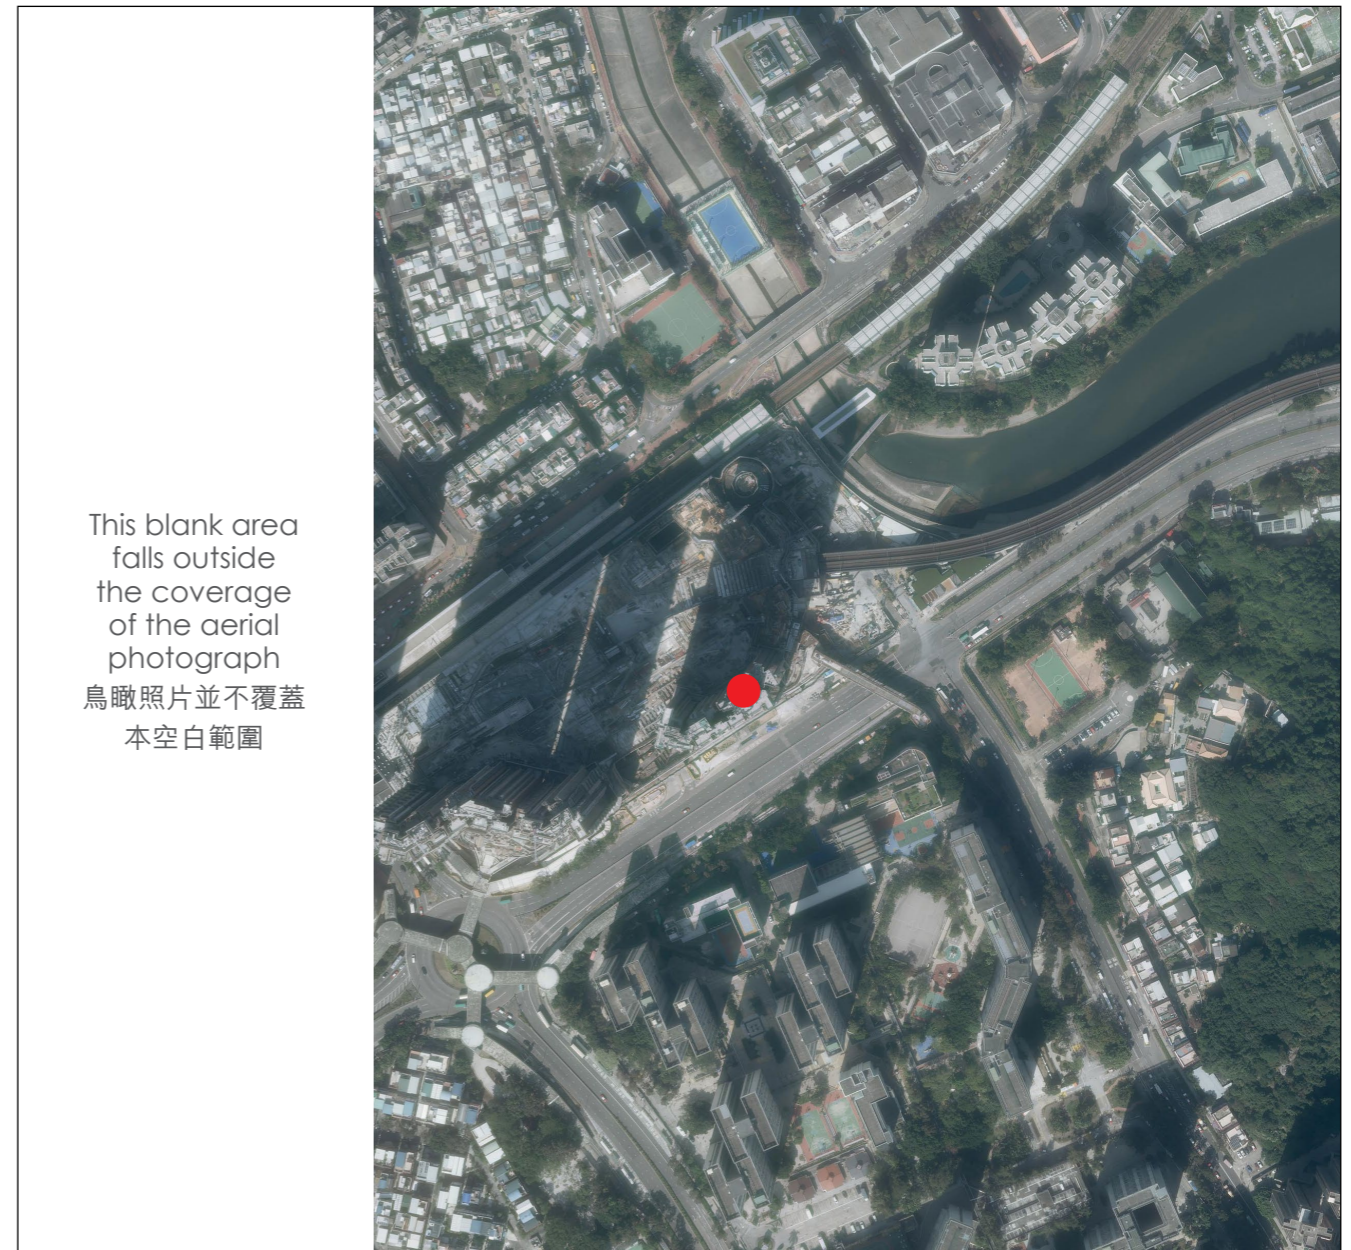 This blank area
falls outside
the coverage
of the aerial
photograph
鳥瞰照片並不覆蓋
本空白範圍